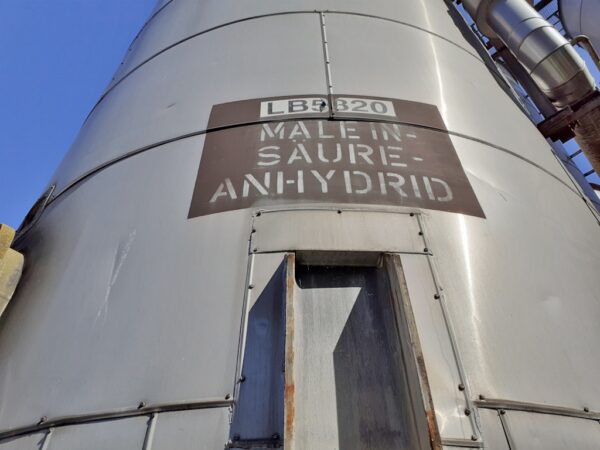 LB5820
MALEIN-
SÄURE-
ANHYDRID